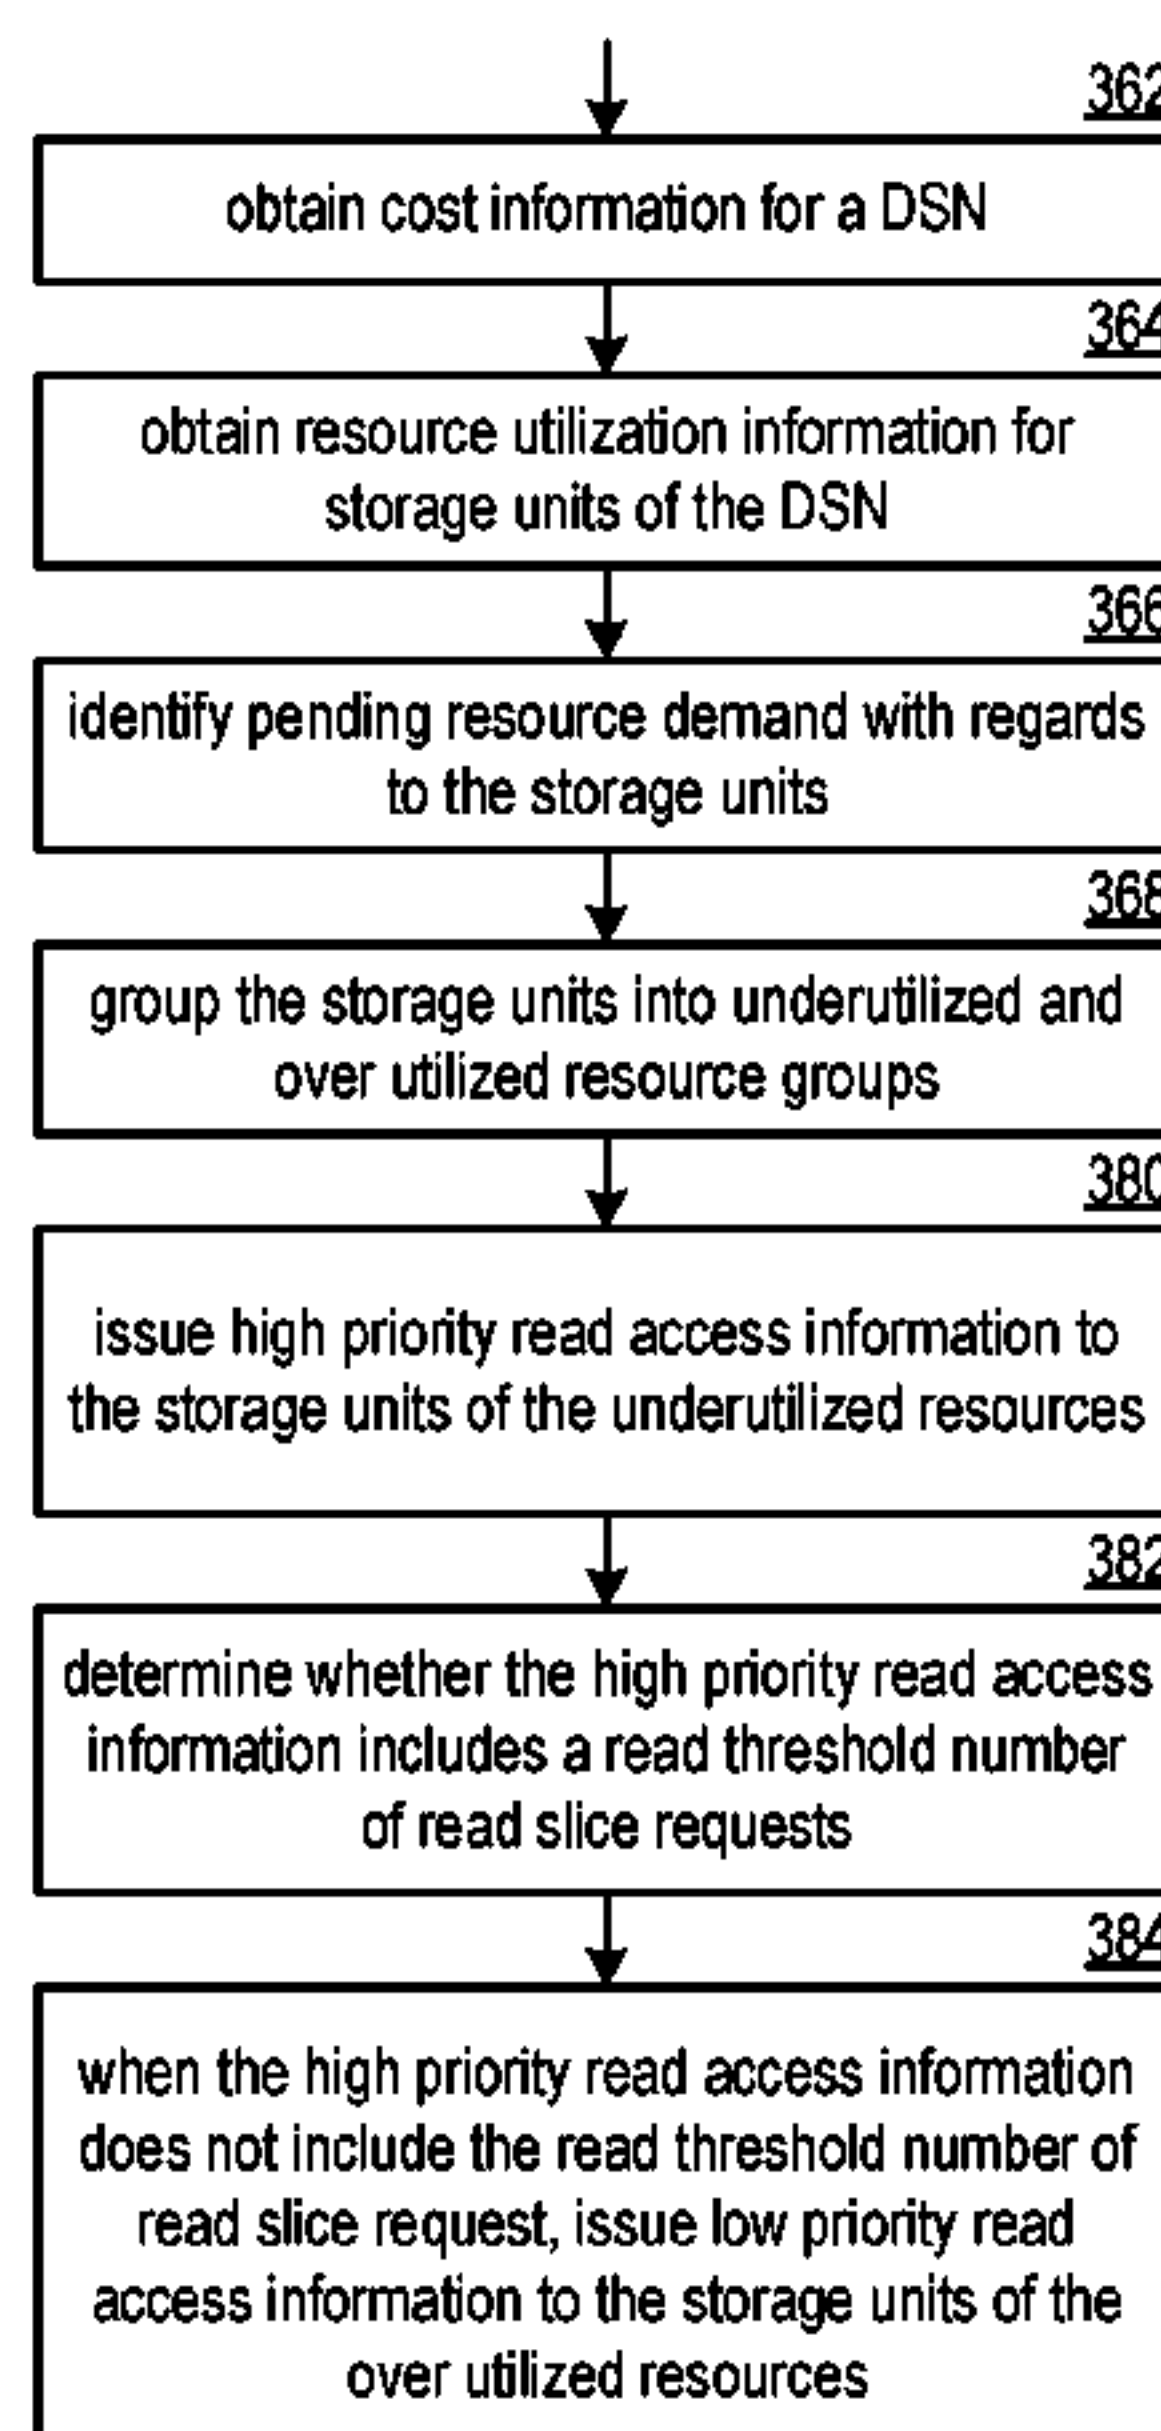 362
obtain cost information for a DSN
364
obtain resource utilization information for
storage units of the DSN
366
identify pending resource demand with regards
to the storage units
368
group the storage units into underutilized and
over utilized resource groups
380
issue high priority read access information to
the storage units of the underutilized resources
382
determine whether the high priority read access
information includes a read threshold number
of read slice requests
384
when the high priority read access information
does not include the read threshold number of
read slice request, issue low priority read
access information to the storage units of the
over utilized resources